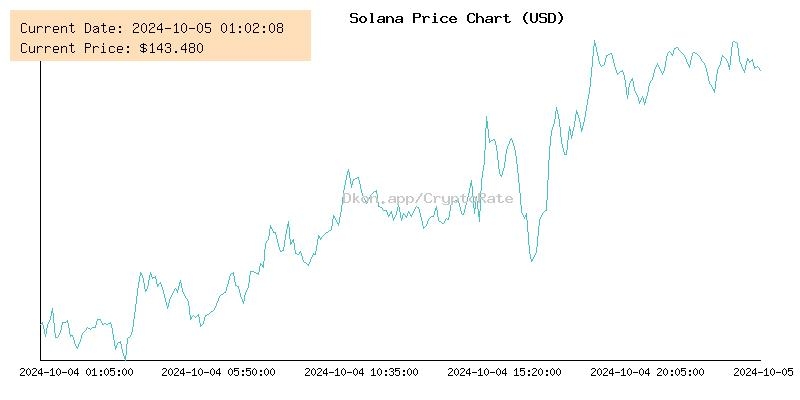 Solana Price Chart (USD)
Current Date: 2024-10-05 01:02:08
Current Price: $143.480
Okon.app/CryptoRate
2024-10-04 01:05:00 2024-10-04 05:50:00 2024-10-04 10:35:00 2024-10-04 15:20:00 2024-10-04 20:05:00 2024-10-05